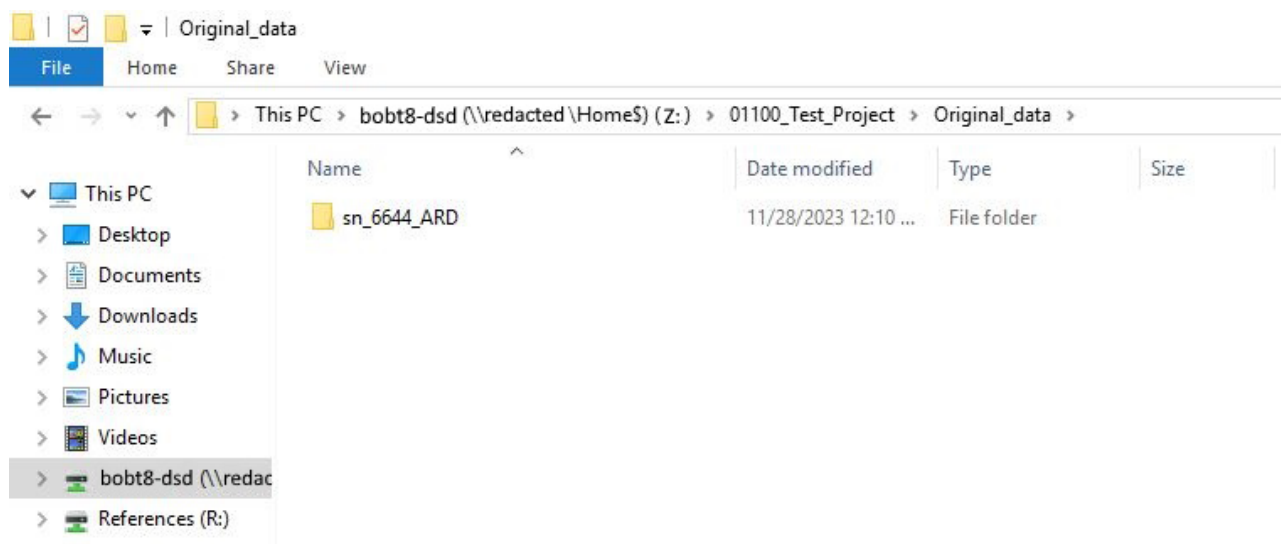 Original_data
File Home Share View
This PC > bobt8-dsd (\\redacted\Home$) (Z:) > 01100_Test_Project > Original_data >
Name Date modified Type Size
This PC
sn_6644_ARD 11/28/2023 12:10 ... File folder
Desktop
Documents
Downloads
Music
Pictures
Videos
bobt8-dsd (\\redac
References (R:)